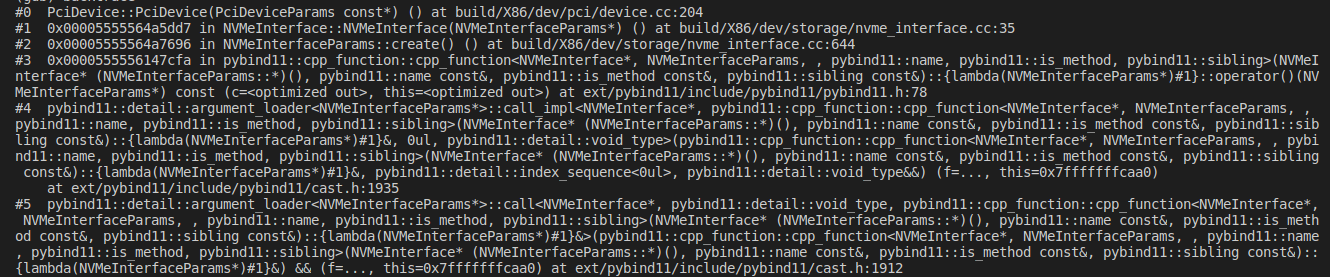 #0  PciDevice::PciDevice(PciDeviceParams const*) () at build/X86/dev/pci/device.cc:204
#1  0x00005555564a5dd7 in NVMeInterface::NVMeInterface(NVMeInterfaceParams*) () at build/X86/dev/storage/nvme_interface.cc:35
#2  0x00005555564a7696 in NVMeInterfaceParams::create() () at build/X86/dev/storage/nvme_interface.cc:644
#3  0x0000555556147cfa in pybind11::cpp_function::cpp_function<NVMeInterface*, NVMeInterfaceParams, , pybind11::name, pybind11::is_method, pybind11::sibling>(NVMeI
nterface* (NVMeInterfaceParams::*)(), pybind11::name const&, pybind11::is_method const&, pybind11::sibling const&)::{lambda(NVMeInterfaceParams*)#1}::operator()(NV
MeInterfaceParams*) const (c=<optimized out>, this=<optimized out>) at ext/pybind11/include/pybind11/pybind11.h:78
#4  pybind11::detail::argument_loader<NVMeInterfaceParams*>::call_impl<NVMeInterface*, pybind11::cpp_function::cpp_function<NVMeInterface*, NVMeInterfaceParams, ,
pybind11::name, pybind11::is_method, pybind11::sibling>(NVMeInterface* (NVMeInterfaceParams::*)(), pybind11::name const&, pybind11::is_method const&, pybind11::sib
ling const&)::{lambda(NVMeInterfaceParams*)#1}&, 0ul, pybind11::detail::void_type>(pybind11::cpp_function::cpp_function<NVMeInterface*, NVMeInterfaceParams, , pybi
nd11::name, pybind11::is_method, pybind11::sibling>(NVMeInterface* (NVMeInterfaceParams::*)(), pybind11::name const&, pybind11::is_method const&, pybind11::sibling
 const&)::{lambda(NVMeInterfaceParams*)#1}&, pybind11::detail::index_sequence<0ul>, pybind11::detail::void_type&&) (f=..., this=0x7fffffffcaa0)
    at ext/pybind11/include/pybind11/cast.h:1935
#5  pybind11::detail::argument_loader<NVMeInterfaceParams*>::call<NVMeInterface*, pybind11::detail::void_type, pybind11::cpp_function::cpp_function<NVMeInterface*,
 NVMeInterfaceParams, , pybind11::name, pybind11::is_method, pybind11::sibling>(NVMeInterface* (NVMeInterfaceParams::*)(), pybind11::name const&, pybind11::is_meth
od const&, pybind11::sibling const&)::{lambda(NVMeInterfaceParams*)#1}&>(pybind11::cpp_function::cpp_function<NVMeInterface*, NVMeInterfaceParams, , pybind11::name
, pybind11::is_method, pybind11::sibling>(NVMeInterface* (NVMeInterfaceParams::*)(), pybind11::name const&, pybind11::is_method const&, pybind11::sibling const&)::
{lambda(NVMeInterfaceParams*)#1}&) && (f=..., this=0x7fffffffcaa0) at ext/pybind11/include/pybind11/cast.h:1912